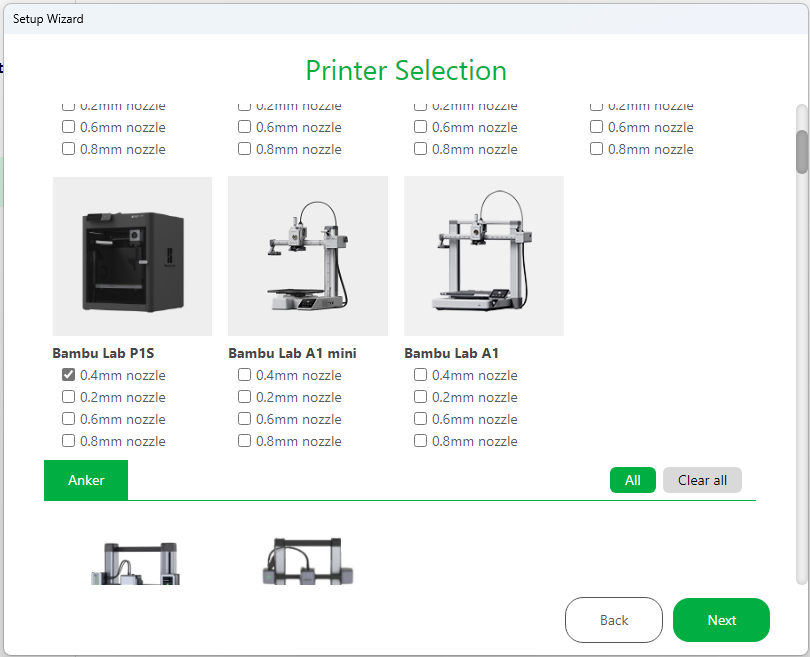 Setup Wizard
Printer Selection
0.2mm nozzle 0.2mm nozzle 0.2mm nozzle 0.2mm nozzle
0.6mm nozzle 0.6mm nozzle 0.6mm nozzle 0.6mm nozzle
0.8mm nozzle 0.8mm nozzle 0.8mm nozzle 0.8mm nozzle
Bambu Lab P1S Bambu Lab A1 mini Bambu Lab A1
0.4mm nozzle 0.4mm nozzle 0.4mm nozzle
0.2mm nozzle 0.2mm nozzle 0.2mm nozzle
0.6mm nozzle 0.6mm nozzle 0.6mm nozzle
0.8mm nozzle 0.8mm nozzle 0.8mm nozzle
Anker All Clear all
Back Next